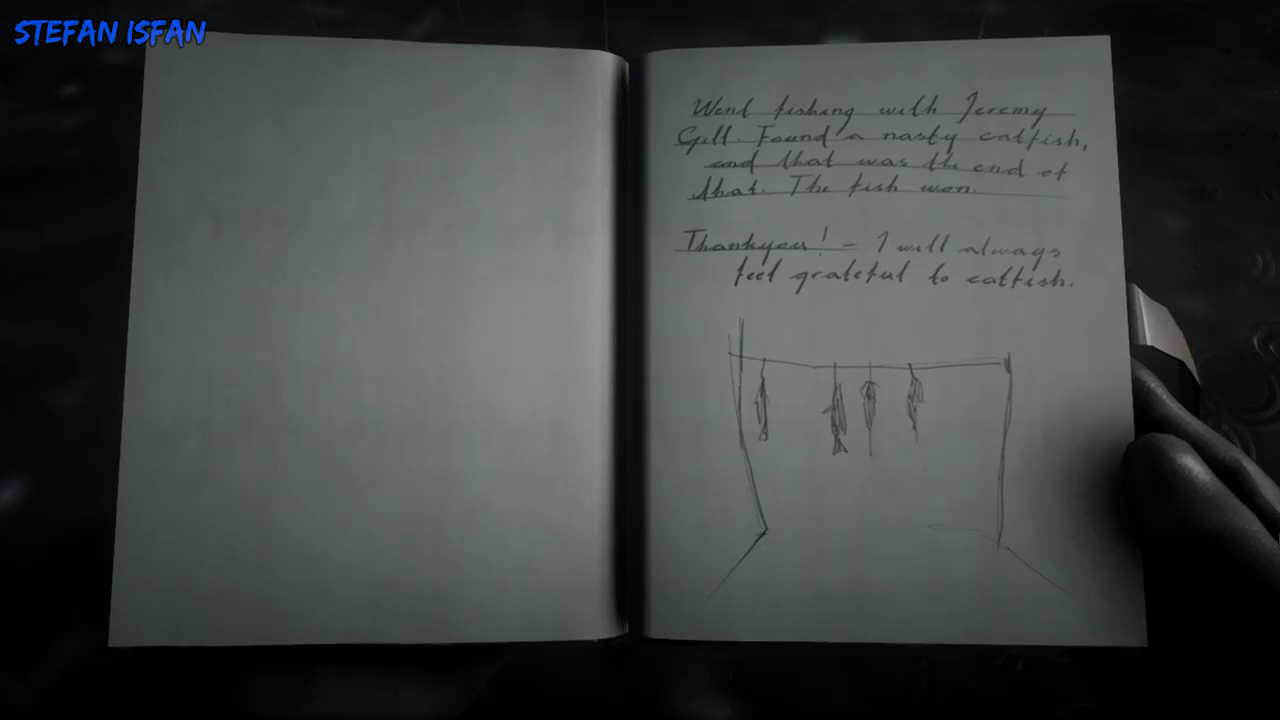 STEFAN ISFAN
Went fishing with Jeremy
Gill. Found a nasty catfish,
and that was the end of
that. The fish won.
Thankyou! – I will always
feel grateful to catfish.